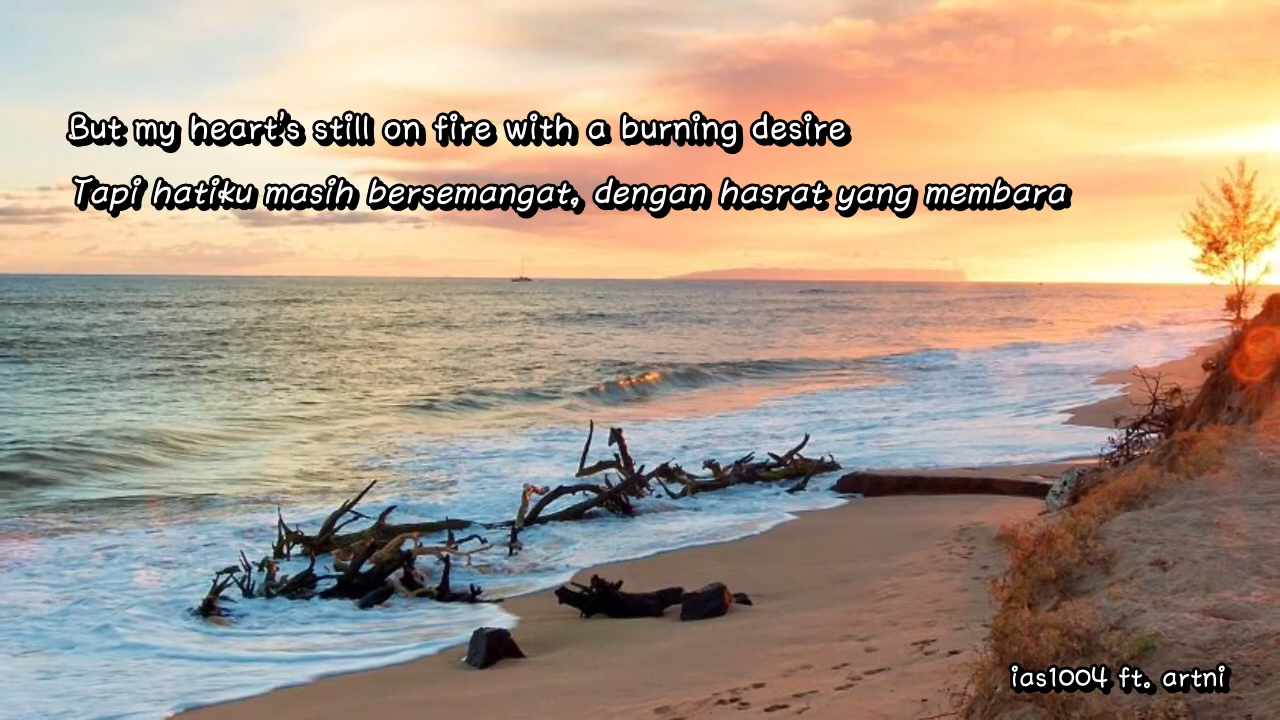 But my heart's still on fire with a burning desire
Tapi hatiku masih bersemangat, dengan hasrat yang membara
ias1004 ft. artni